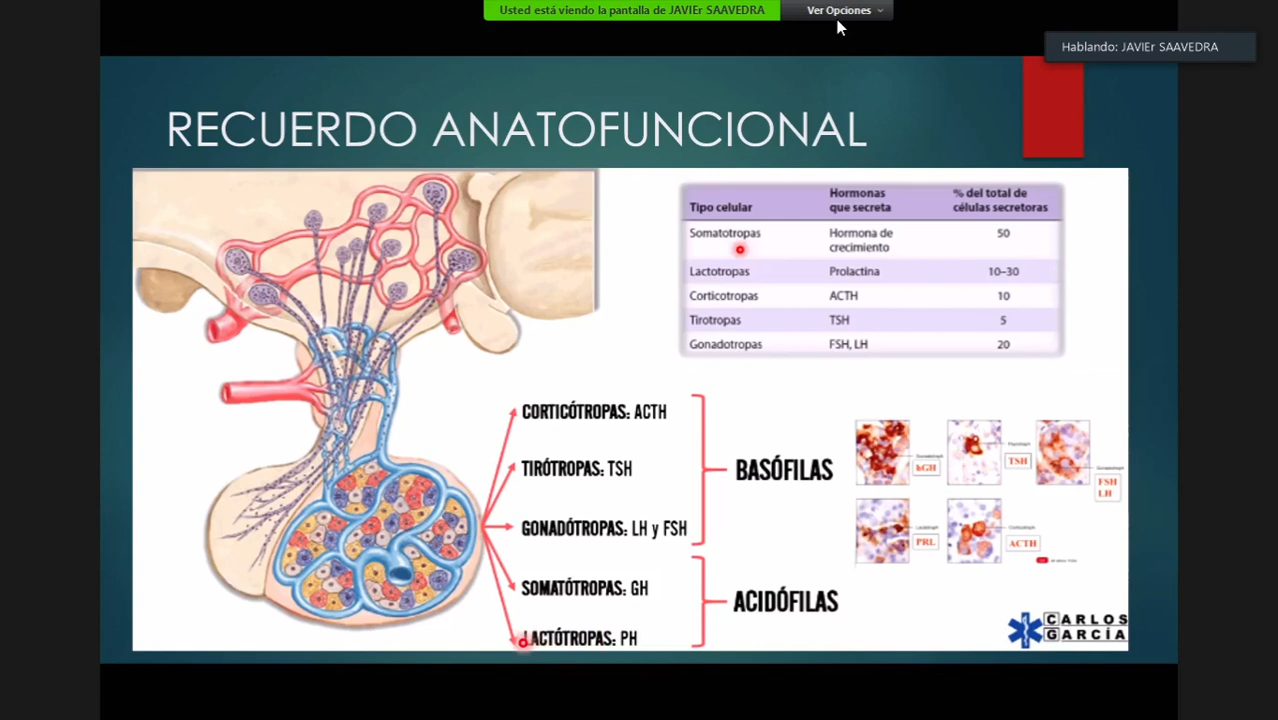 Usted está viendo la pantalla de JAVIEr SAAVEDRA
Ver Opciones
Hablando: JAVIEr SAAVEDRA
RECUERDO ANATOFUNCIONAL
Tipo celular Hormonas que secreta % del total de células secretoras
Somatotropas Hormona de crecimiento 50
Lactotropas Prolactina 10–30
Corticotropas ACTH 10
Tirotropas TSH 5
Gonadotropas FSH, LH 20
CORTICÓTROPAS: ACTH
TIRÓTROPAS: TSH
GONADÓTROPAS: LH y FSH
BASÓFILAS
SOMATÓTROPAS: GH
LACTÓTROPAS: PH
ACIDÓFILAS
hGH
TSH
FSH
LH
PRL
ACTH
CARLOS
GARCÍA